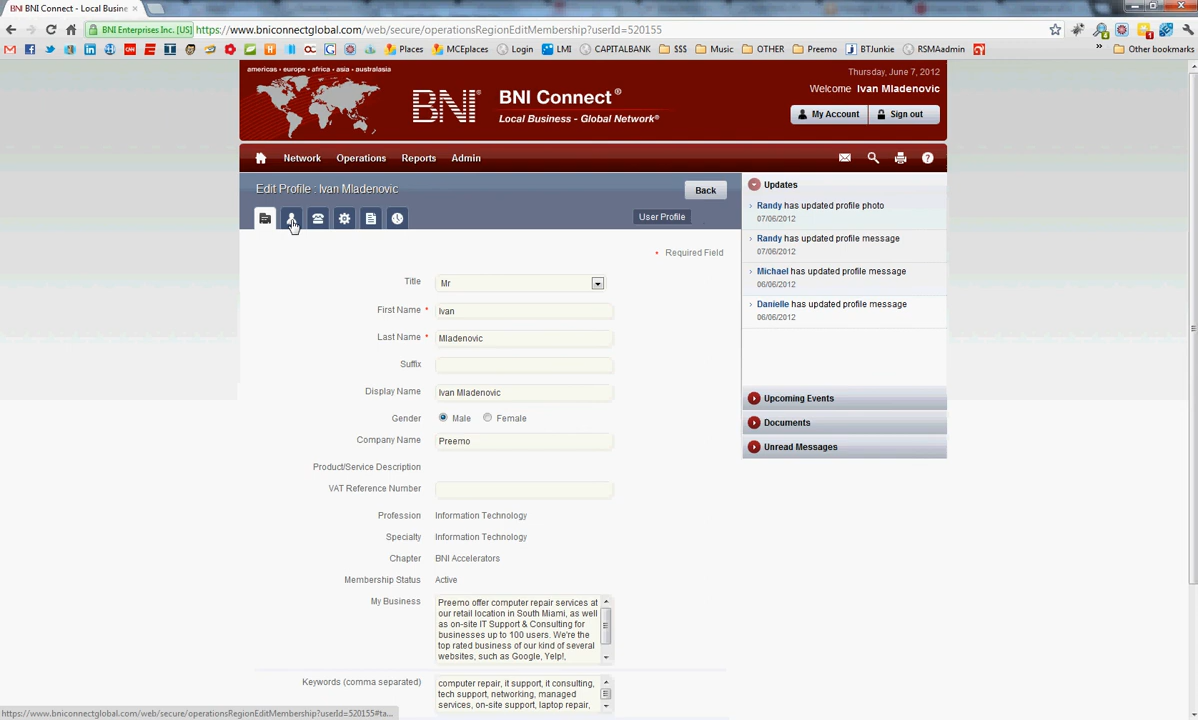 BNI BNI Connect - Local Busine
BNI Enterprises Inc. [US]
https://www.bniconnectglobal.com/web/secure/operationsRegionEditMembership?userId=520155
Places
MCEplaces
Login
LMI
CAPITALBANK
$$$
Music
OTHER
Preemo
BTJunkie
RSMAadmin
Other bookmarks
americas - europe - africa - asia - australasia
BNI®
BNI Connect®
Local Business - Global Network®
Thursday, June 7, 2012
Welcome Ivan Mladenovic
My Account
Sign out
Network
Operations
Reports
Admin
Edit Profile : Ivan Mladenovic
Back
User Profile
* Required Field
Title
Mr
First Name *
Ivan
Last Name *
Mladenovic
Suffix
Display Name
Ivan Mladenovic
Gender
Male
Female
Company Name
Preemo
Product/Service Description
VAT Reference Number
Profession
Information Technology
Specialty
Information Technology
Chapter
BNI Accelerators
Membership Status
Active
My Business
Preemo offer computer repair services at
our retail location in South Miami, as well
as on-site IT Support & Consulting for
businesses up to 100 users. We're the
top rated business of our kind of several
websites, such as Google, Yelp!,
Keywords (comma separated)
computer repair, it support, it consulting,
tech support, networking, managed
services, on-site support, laptop repair,
Updates
Randy has updated profile photo
07/06/2012
Randy has updated profile message
07/06/2012
Michael has updated profile message
06/06/2012
Danielle has updated profile message
06/06/2012
Upcoming Events
Documents
Unread Messages
https://www.bniconnectglobal.com/web/secure/operationsRegionEditMembership?userId=520155#ta...